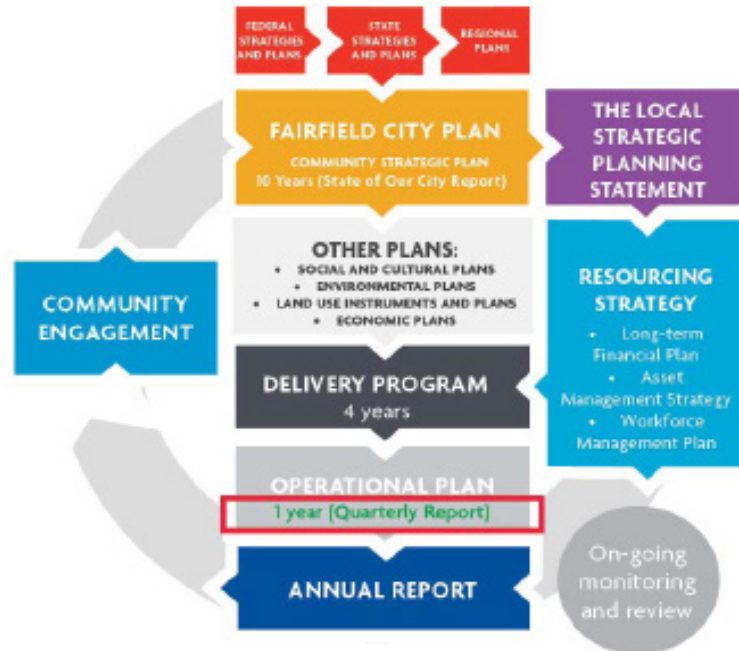 FEDERAL
STRATEGIES
AND PLANS
STATE
STRATEGIES
AND PLANS
REGIONAL
PLANS
FAIRFIELD CITY PLAN
COMMUNITY STRATEGIC PLAN
10 Years (State of Our City Report)
THE LOCAL
STRATEGIC
PLANNING
STATEMENT
OTHER PLANS:
• SOCIAL AND CULTURAL PLANS
• ENVIRONMENTAL PLANS
• LAND USE INSTRUMENTS AND PLANS
• ECONOMIC PLANS
COMMUNITY
ENGAGEMENT
RESOURCING
STRATEGY
• Long-term
Financial Plan
• Asset
Management Strategy
• Workforce
Management Plan
DELIVERY PROGRAM
4 years
OPERATIONAL PLAN
1 year (Quarterly Report)
ANNUAL REPORT
On-going
monitoring
and review